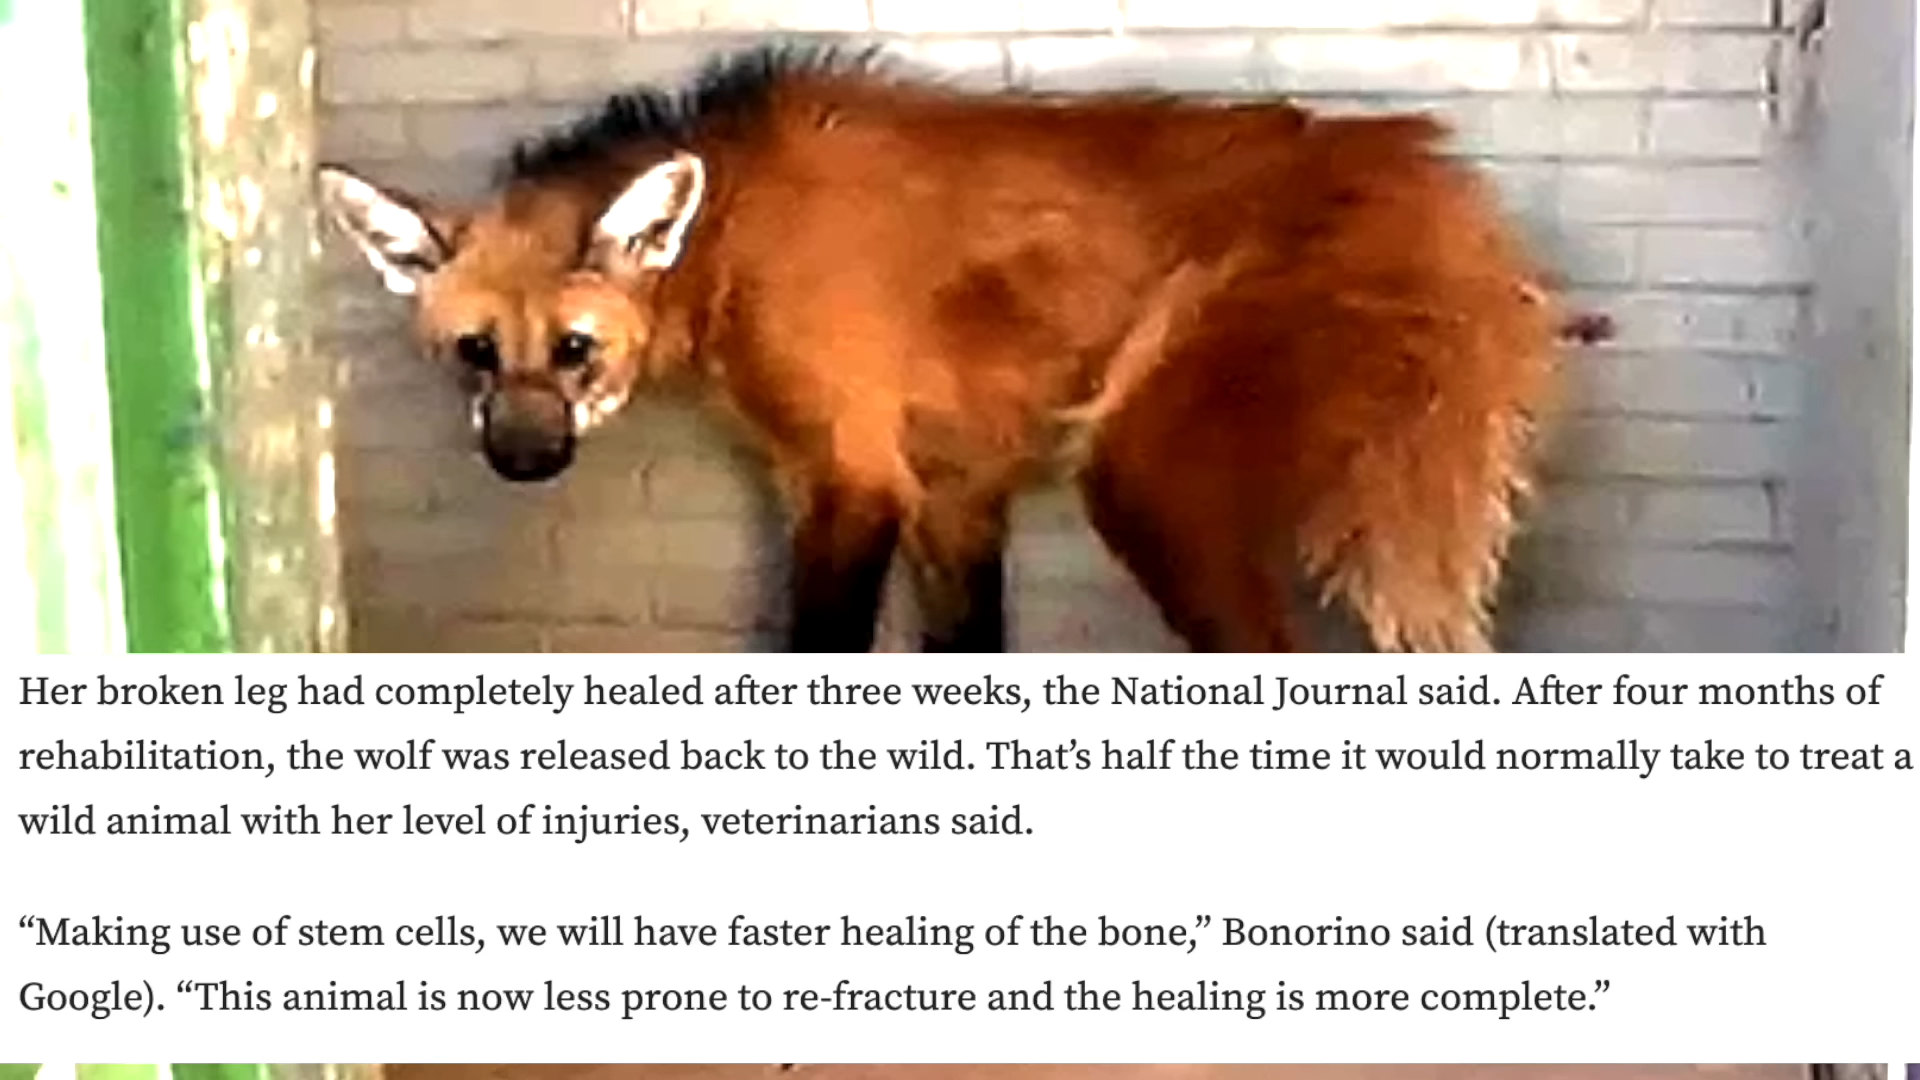 Her broken leg had completely healed after three weeks, the National Journal said. After four months of
rehabilitation, the wolf was released back to the wild. That’s half the time it would normally take to treat a
wild animal with her level of injuries, veterinarians said.
“Making use of stem cells, we will have faster healing of the bone,” Bonorino said (translated with
Google). “This animal is now less prone to re-fracture and the healing is more complete.”